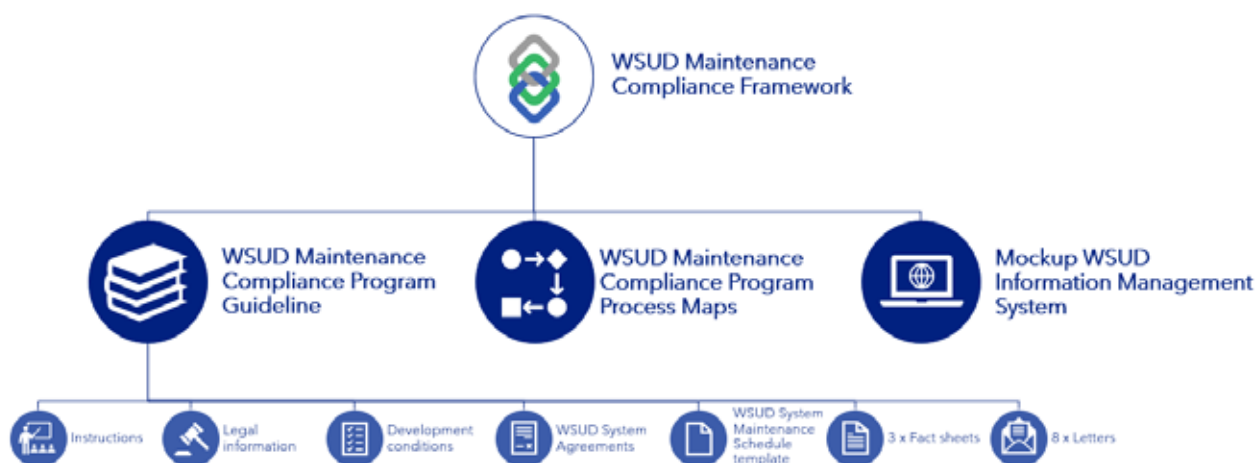 WSUD Maintenance
Compliance Framework
WSUD Maintenance
Compliance Program
Guideline
WSUD Maintenance
Compliance Program
Process Maps
Mockup WSUD
Information Management
System
Instructions
Legal
information
Development
conditions
WSUD System
Agreements
WSUD System
Maintenance
Schedule
template
3 x Fact sheets
8 x Letters